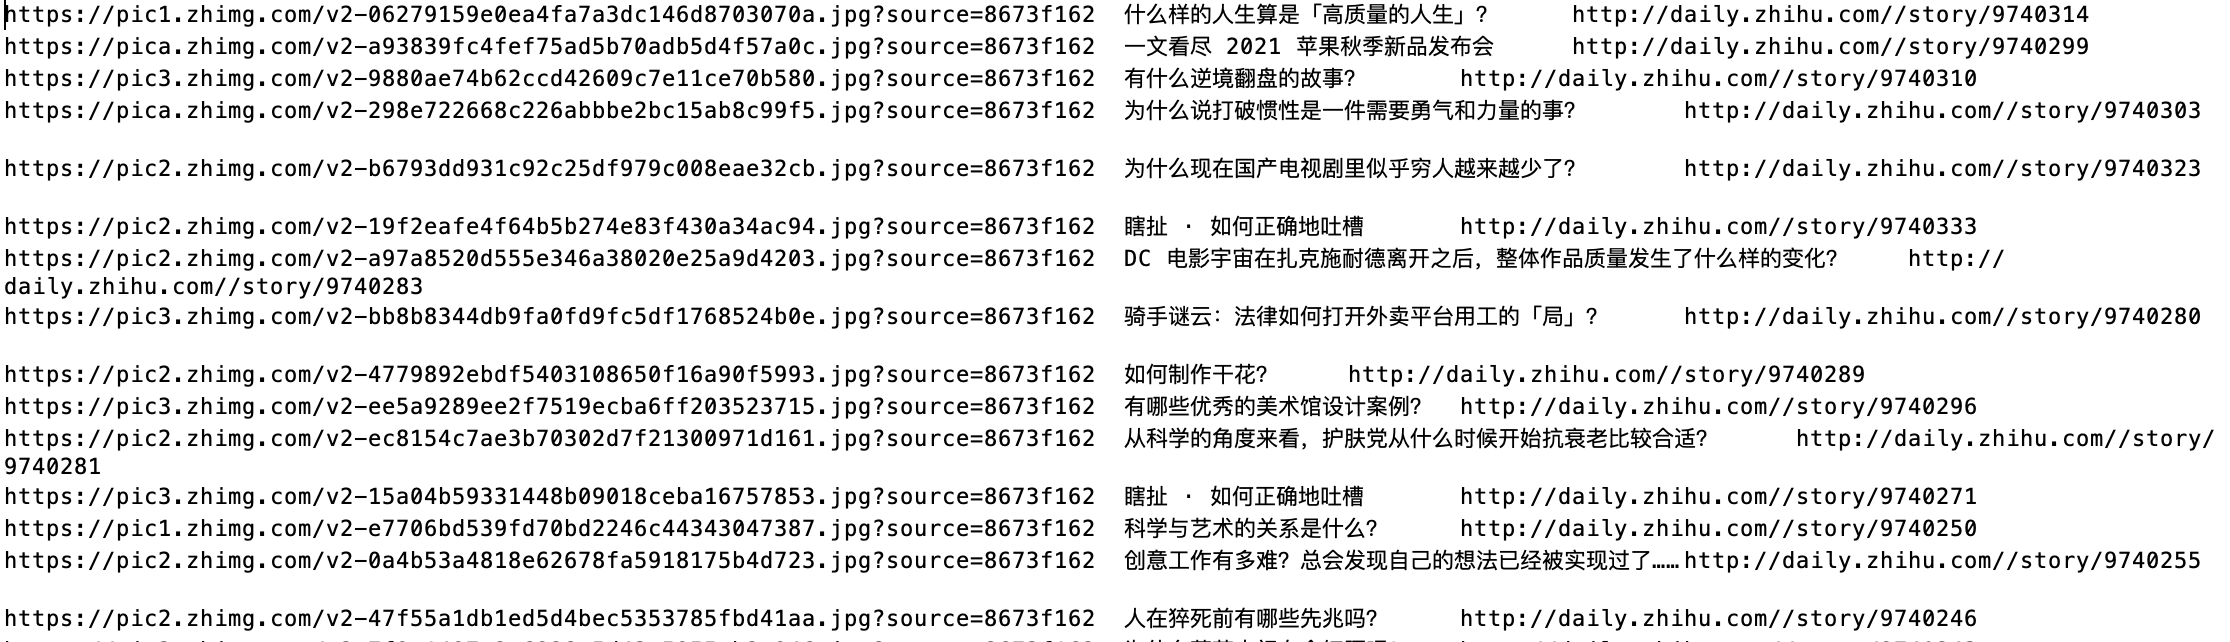 https://pic1.zhimg.com/v2-06279159e0ea4fa7a3dc146d8703070a.jpg?source=8673f162 什么样的人生算是「高质量的人生」? http://daily.zhihu.com//story/9740314
https://pica.zhimg.com/v2-a93839fc4fef75ad5b70adb5d4f57a0c.jpg?source=8673f162 一文看尽 2021 苹果秋季新品发布会 http://daily.zhihu.com//story/9740299
https://pic3.zhimg.com/v2-9880ae74b62ccd42609c7e11ce70b580.jpg?source=8673f162 有什么逆境翻盘的故事? http://daily.zhihu.com//story/9740310
https://pica.zhimg.com/v2-298e722668c226abbbe2bc15ab8c99f5.jpg?source=8673f162 为什么说打破惯性是一件需要勇气和力量的事? http://daily.zhihu.com//story/9740303
https://pic2.zhimg.com/v2-b6793dd931c92c25df979c008eae32cb.jpg?source=8673f162 为什么现在国产电视剧里似乎穷人越来越少了? http://daily.zhihu.com//story/9740323
https://pic2.zhimg.com/v2-19f2eafe4f64b5b274e83f430a34ac94.jpg?source=8673f162 瞎扯 · 如何正确地吐槽 http://daily.zhihu.com//story/9740333
https://pic2.zhimg.com/v2-a97a8520d555e346a38020e25a9d4203.jpg?source=8673f162 DC 电影宇宙在扎克施耐德离开之后，整体作品质量发生了什么样的变化? http://
daily.zhihu.com//story/9740283
https://pic3.zhimg.com/v2-bb8b8344db9fa0fd9fc5df1768524b0e.jpg?source=8673f162 骑手谜云：法律如何打开外卖平台用工的「局」? http://daily.zhihu.com//story/9740280
https://pic2.zhimg.com/v2-4779892ebdf5403108650f16a90f5993.jpg?source=8673f162 如何制作干花? http://daily.zhihu.com//story/9740289
https://pic3.zhimg.com/v2-ee5a9289ee2f7519ecba6ff203523715.jpg?source=8673f162 有哪些优秀的美术馆设计案例? http://daily.zhihu.com//story/9740296
https://pic2.zhimg.com/v2-ec8154c7ae3b70302d7f21300971d161.jpg?source=8673f162 从科学的角度来看，护肤党从什么时候开始抗衰老比较合适? http://daily.zhihu.com//story/
9740281
https://pic3.zhimg.com/v2-15a04b59331448b09018ceba16757853.jpg?source=8673f162 瞎扯 · 如何正确地吐槽 http://daily.zhihu.com//story/9740271
https://pic1.zhimg.com/v2-e7706bd539fd70bd2246c44343047387.jpg?source=8673f162 科学与艺术的关系是什么? http://daily.zhihu.com//story/9740250
https://pic2.zhimg.com/v2-0a4b53a4818e62678fa5918175b4d723.jpg?source=8673f162 创意工作有多难? 总会发现自己的想法已经被实现过了…… http://daily.zhihu.com//story/9740255
https://pic2.zhimg.com/v2-47f55a1db1ed5d4bec5353785fbd41aa.jpg?source=8673f162 人在猝死前有哪些先兆吗? http://daily.zhihu.com//story/9740246